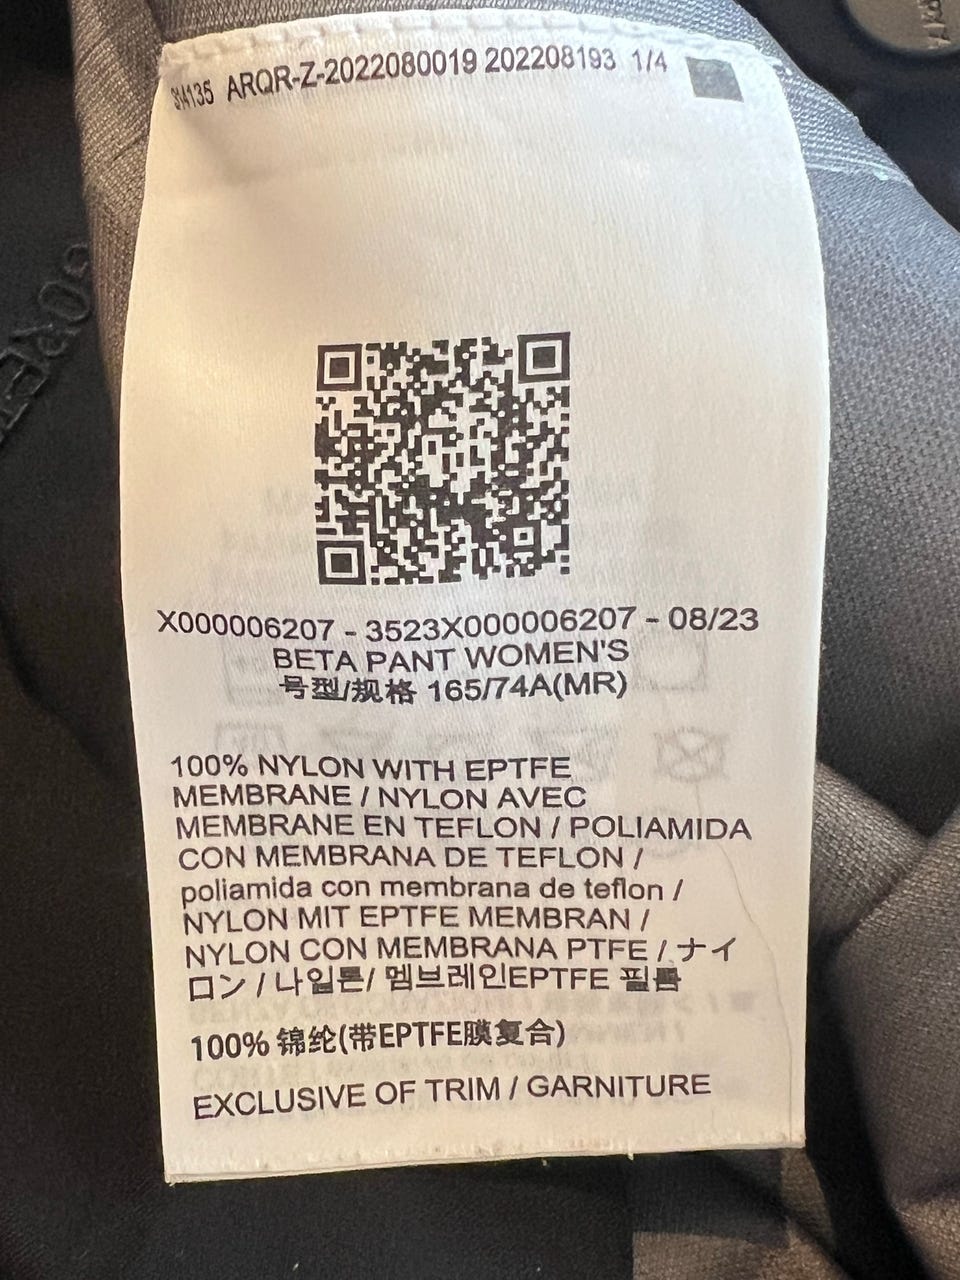 314135 ARQR-Z-2022080019 202208193 1/4
X000006207 - 3523X000006207 - 08/23
BETA PANT WOMEN'S
号型/规格 165/74A(MR)
100% NYLON WITH EPTFE
MEMBRANE / NYLON AVEC
MEMBRANE EN TEFLON / POLIAMIDA
CON MEMBRANA DE TEFLON /
poliamida con membrana de teflon /
NYLON MIT EPTFE MEMBRAN /
NYLON CON MEMBRANA PTFE / ナイ
ロン / 나일론/ 멤브레인EPTFE 필름
100% 锦纶(带EPTFE膜复合)
EXCLUSIVE OF TRIM / GARNITURE